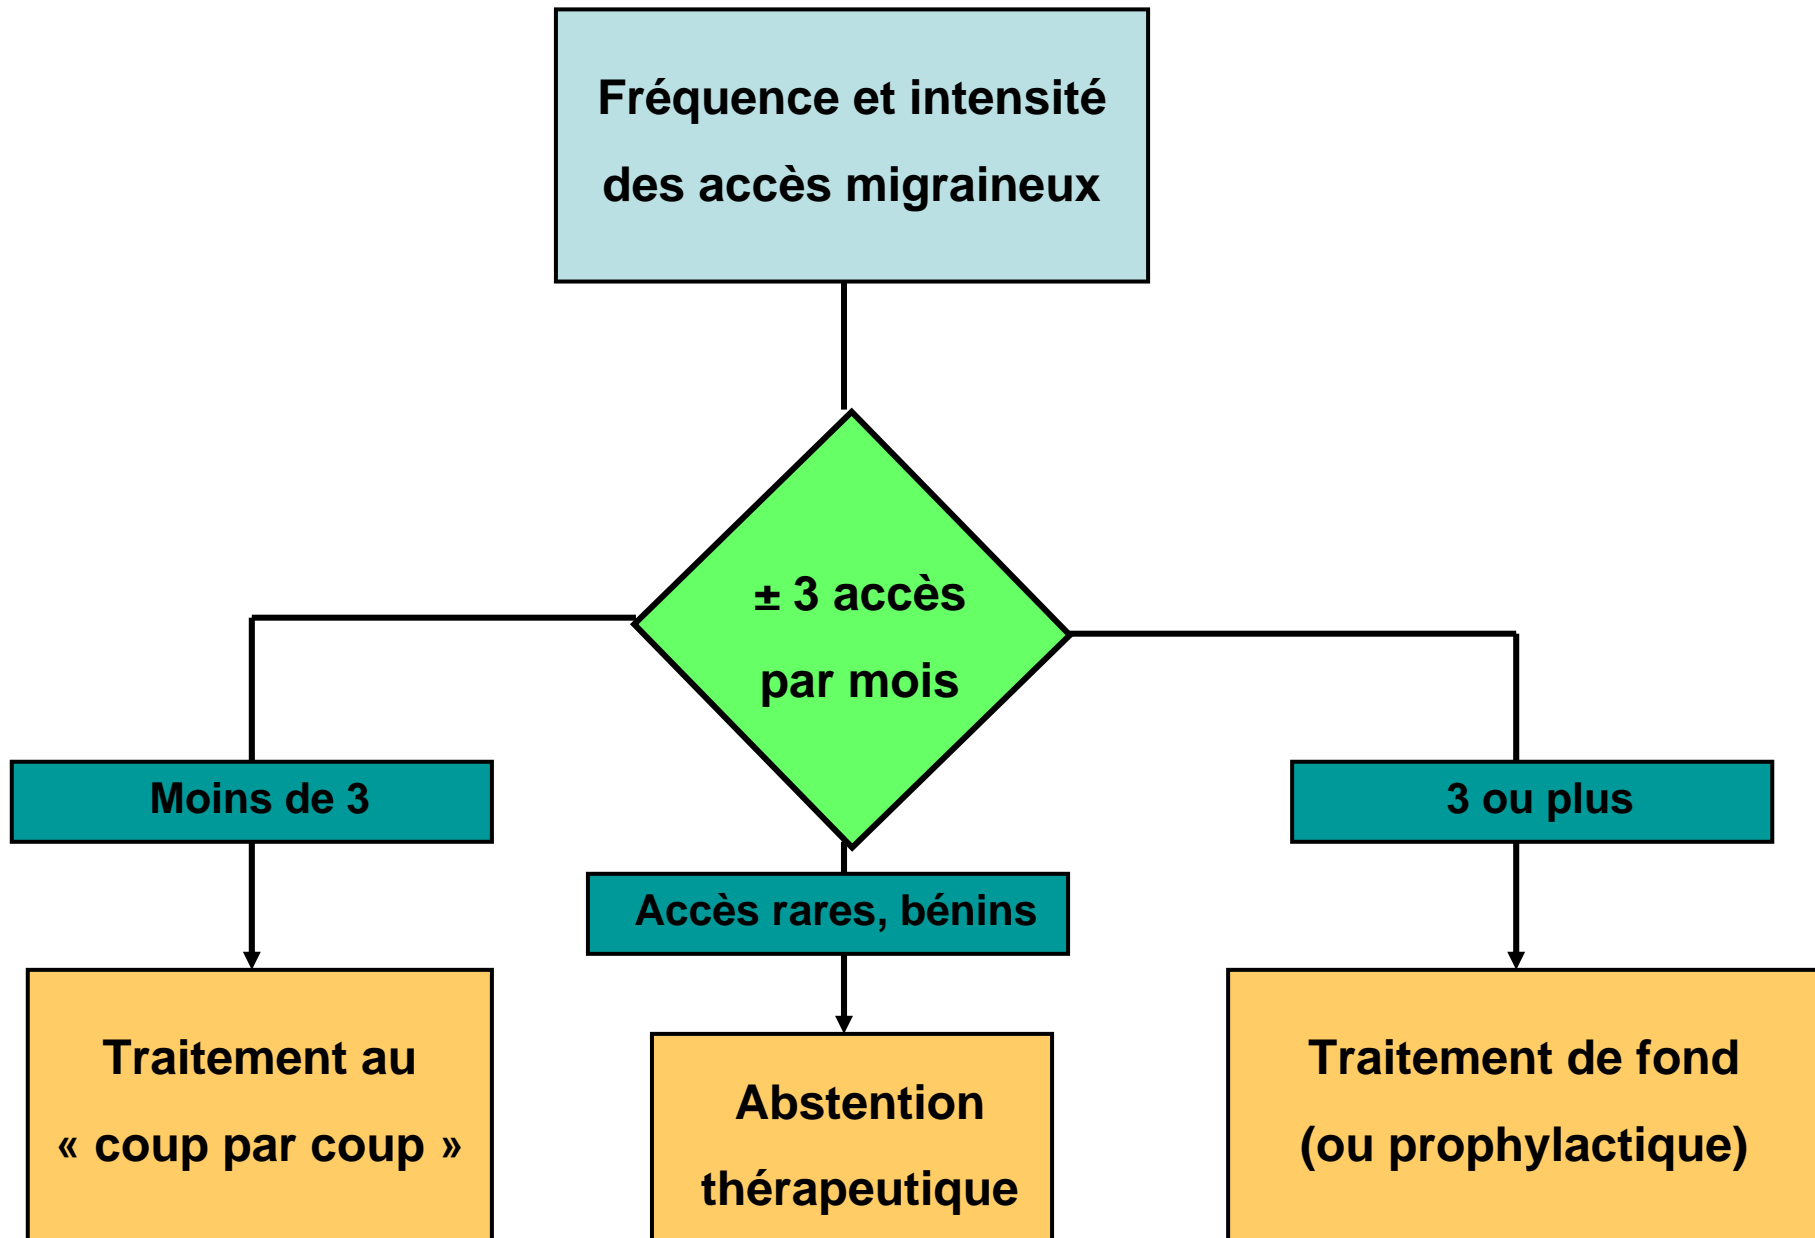 Fréquence et intensité
des accès migraineux
± 3 accès
par mois
Moins de 3
3 ou plus
Accès rares, bénins
Traitement au
« coup par coup »
Abstention
thérapeutique
Traitement de fond
(ou prophylactique)